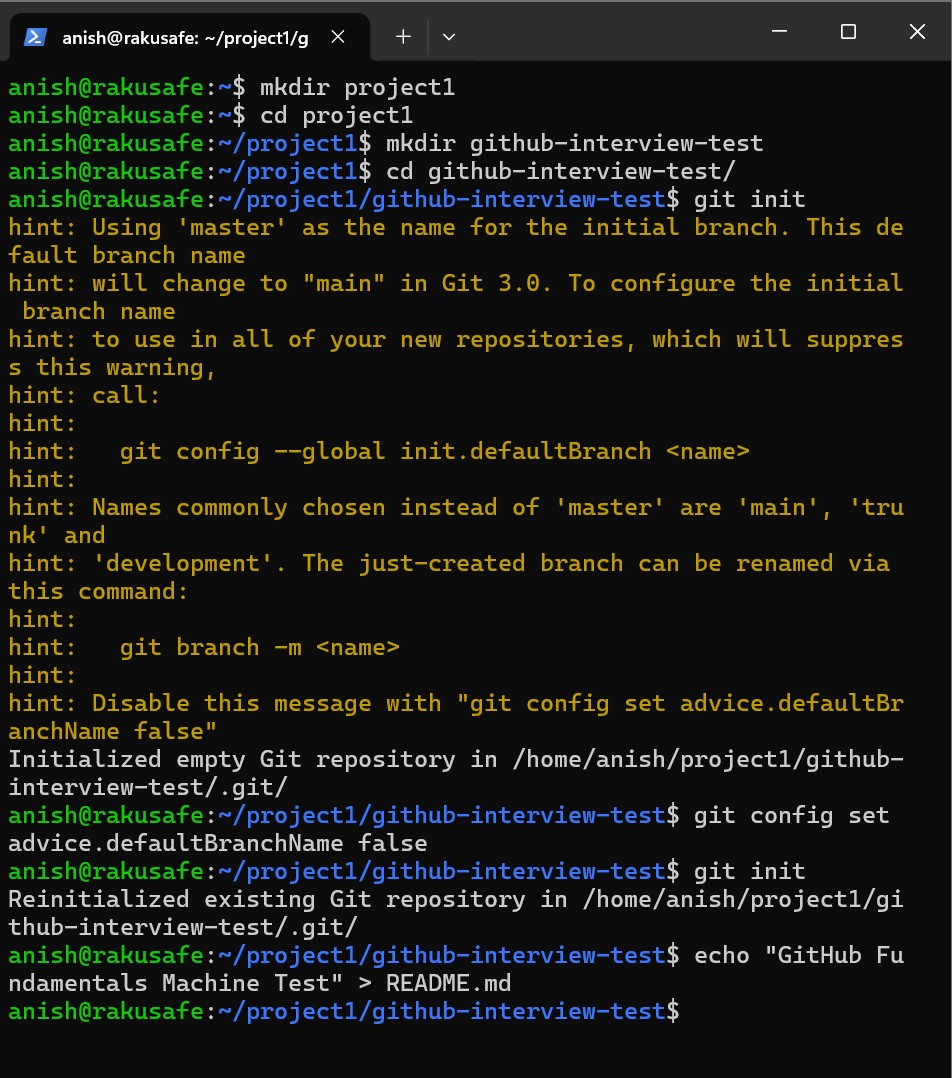 anish@rakusafe: ~/project1/g
anish@rakusafe:~$ mkdir project1
anish@rakusafe:~$ cd project1
anish@rakusafe:~/project1$ mkdir github-interview-test
anish@rakusafe:~/project1$ cd github-interview-test/
anish@rakusafe:~/project1/github-interview-test$ git init
hint: Using 'master' as the name for the initial branch. This de
fault branch name
hint: will change to "main" in Git 3.0. To configure the initial
 branch name
hint: to use in all of your new repositories, which will suppres
s this warning,
hint: call:
hint:
hint:   git config --global init.defaultBranch <name>
hint:
hint: Names commonly chosen instead of 'master' are 'main', 'tru
nk' and
hint: 'development'. The just-created branch can be renamed via
this command:
hint:
hint:   git branch -m <name>
hint:
hint: Disable this message with "git config set advice.defaultBr
anchName false"
Initialized empty Git repository in /home/anish/project1/github-
interview-test/.git/
anish@rakusafe:~/project1/github-interview-test$ git config set
advice.defaultBranchName false
anish@rakusafe:~/project1/github-interview-test$ git init
Reinitialized existing Git repository in /home/anish/project1/gi
thub-interview-test/.git/
anish@rakusafe:~/project1/github-interview-test$ echo "GitHub Fu
ndamentals Machine Test" > README.md
anish@rakusafe:~/project1/github-interview-test$